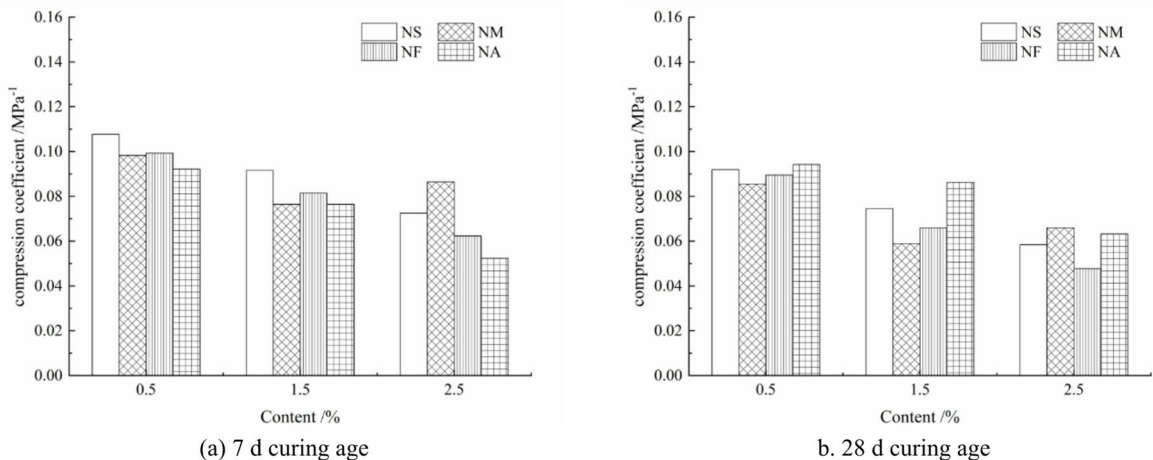 0.16
0.14
0.12
0.10
0.08
0.06
0.04
0.02
0.00
compression coefficient /MPa-1
NS NM
NF NA
0.5 1.5 2.5
Content /%
(a) 7 d curing age
0.16
0.14
0.12
0.10
0.08
0.06
0.04
0.02
0.00
compression coefficient /MPa-1
NS NM
NF NA
0.5 1.5 2.5
Content /%
b. 28 d curing age